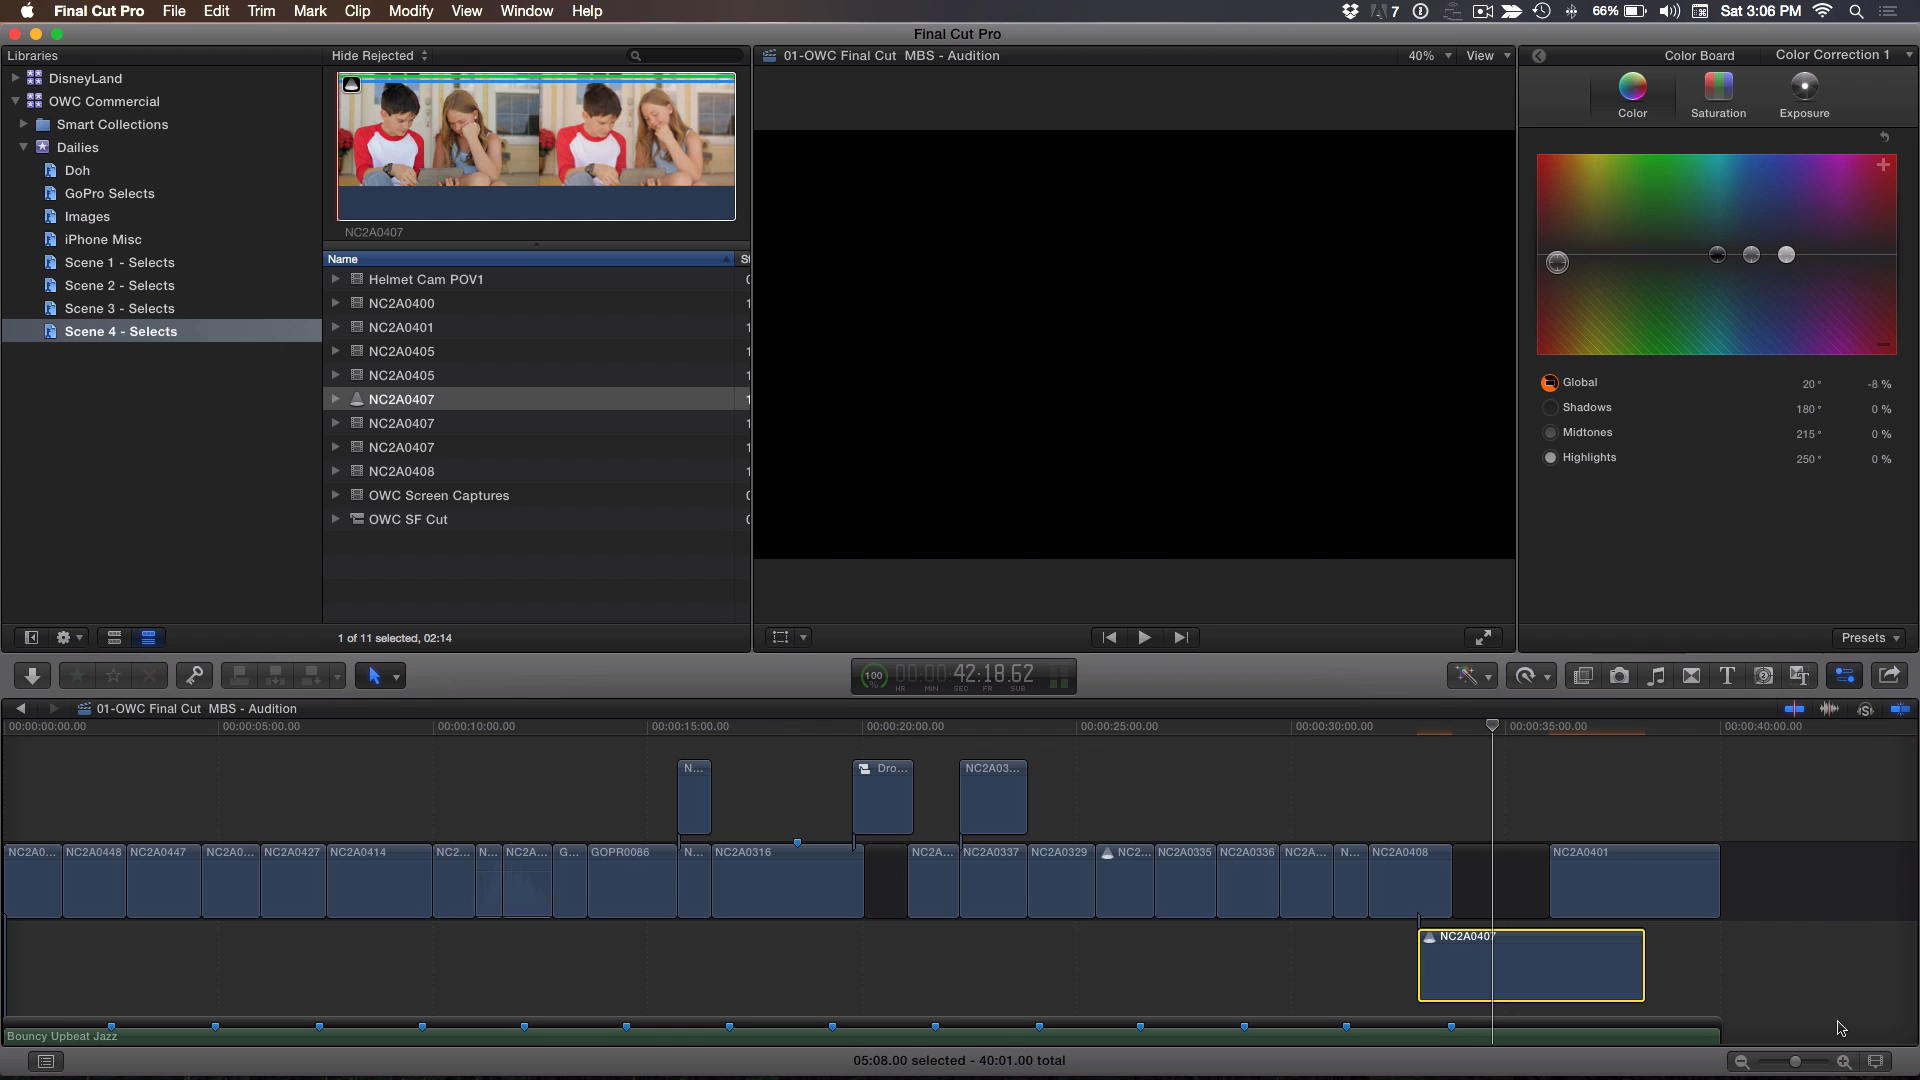 Final Cut Pro File Edit Trim Mark Clip Modify View Window Help 7 66% Sat 3:06 PM
Final Cut Pro
Libraries
DisneyLand
OWC Commercial
Smart Collections
Dailies
Doh
GoPro Selects
Images
iPhone Misc
Scene 1 - Selects
Scene 2 - Selects
Scene 3 - Selects
Scene 4 - Selects
Hide Rejected
NC2A0407
Name
Helmet Cam POV1
NC2A0400
NC2A0401
NC2A0405
NC2A0405
NC2A0407
NC2A0407
NC2A0407
NC2A0408
OWC Screen Captures
OWC SF Cut
1 of 11 selected, 02:14
01-OWC Final Cut MBS - Audition 40% View
Color Board Color Correction 1
Color Saturation Exposure
Global 20° -8 %
Shadows 180° 0 %
Midtones 215° 0 %
Highlights 250° 0 %
Presets
100 % 00:00:42:18.62
HR MIN SEC FR SUB
01-OWC Final Cut MBS - Audition
00:00:00:00.00 00:00:05:00.00 00:00:10:00.00 00:00:15:00.00 00:00:20:00.00 00:00:25:00.00 00:00:30:00.00 00:00:35:00.00 00:00:40:00.00
N... Dro... NC2A03...
NC2A0... NC2A0448 NC2A0447 NC2A0... NC2A0427 NC2A0414 NC2... N... NC2A... G... GOPR0086 N... NC2A0316 NC2A... NC2A0337 NC2A0329 NC2... NC2A0335 NC2A0336 NC2A... N... NC2A0408 NC2A0401
NC2A0407
Bouncy Upbeat Jazz
05:08.00 selected - 40:01.00 total